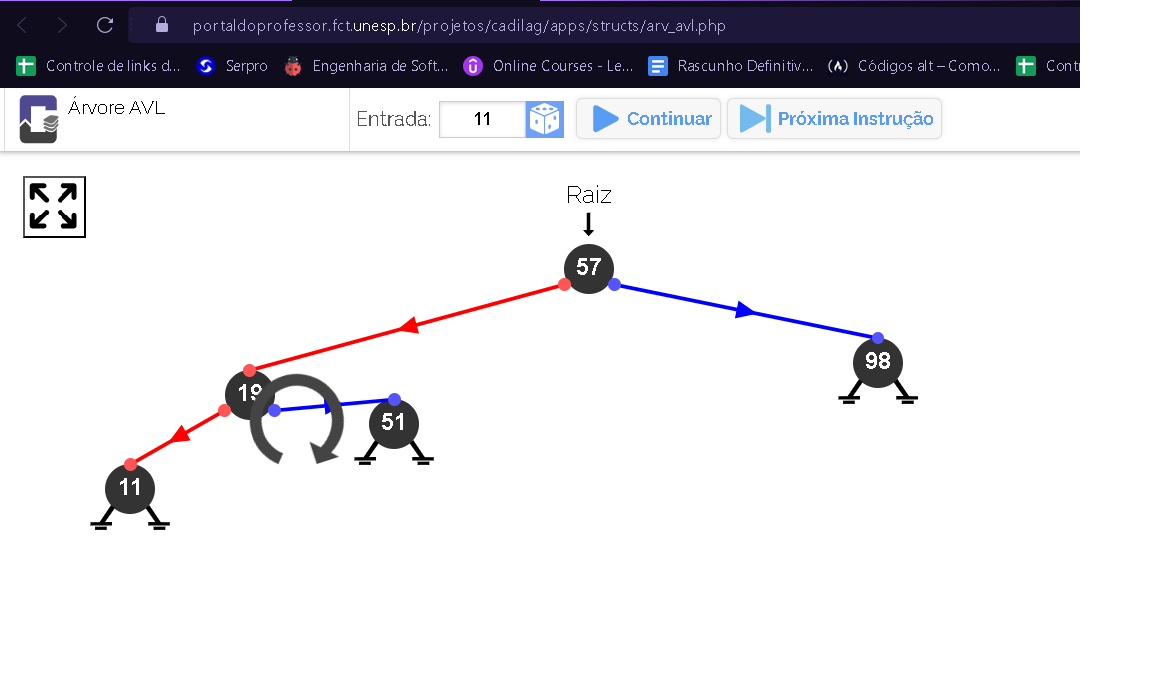 portaldoprofessor.fct.unesp.br/projetos/cadilag/apps/structs/arv_avl.php
Controle de links d... Serpro Engenharia de Soft... Online Courses - Le... Rascunho Definitiv... Códigos alt – Como... Contr
Árvore AVL
Entrada: 11 Continuar Próxima Instrução
Raiz
57
98
19
51
11